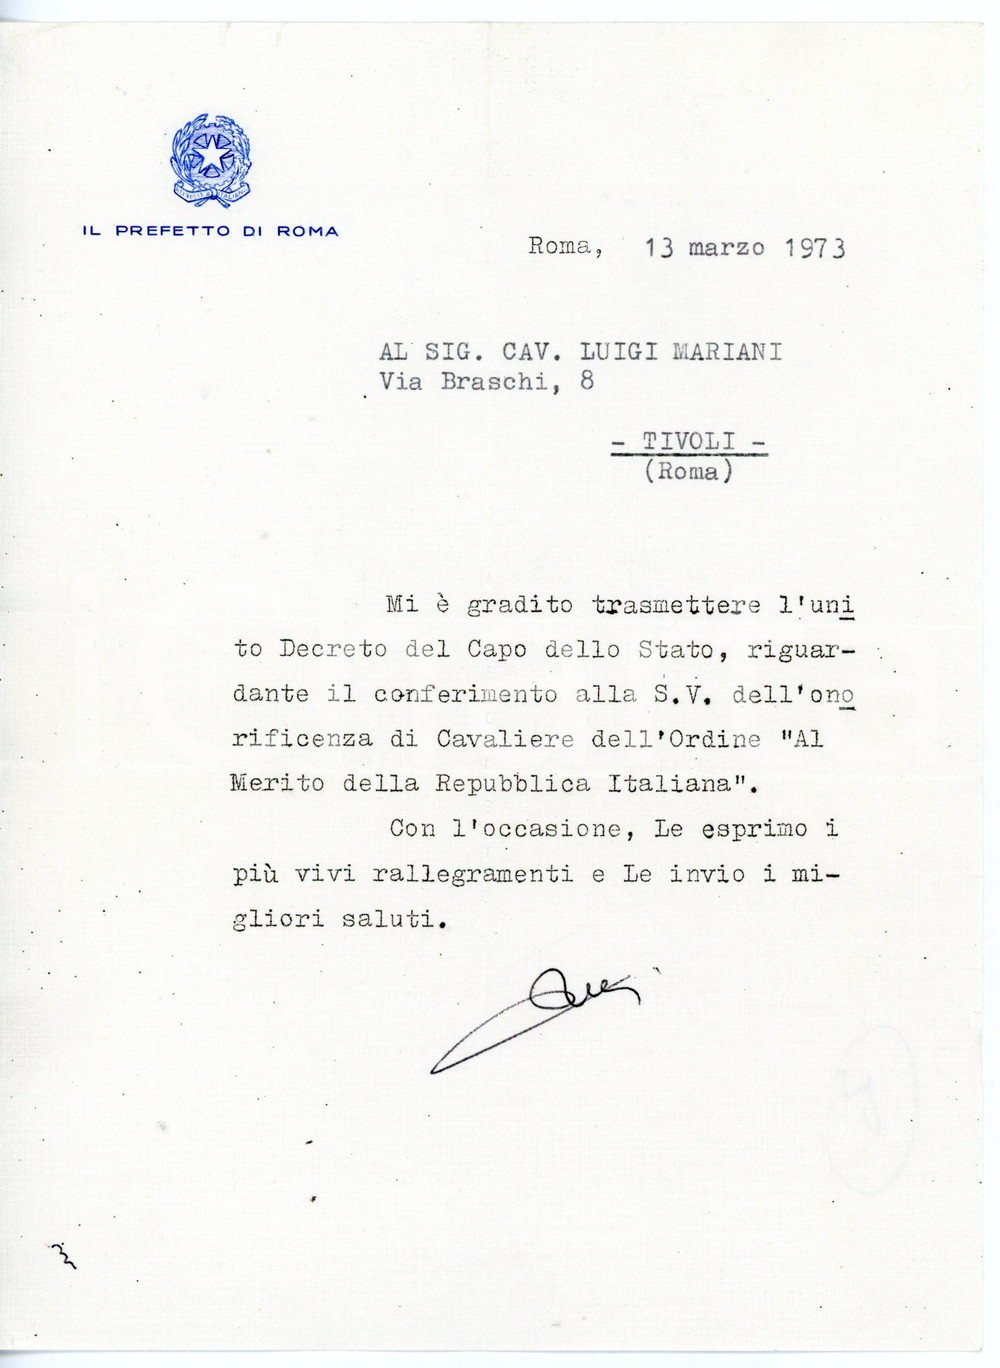 IL PREFETTO DI ROMA
Roma, 13 marzo 1973
AL SIG. CAV. LUIGI MARIANI
Via Braschi, 8
- TIVOLI -
(Roma)
Mi è gradito trasmettere l'uni
to Decreto del Capo dello Stato, riguar-
dante il conferimento alla S.V. dell'ono
rificenza di Cavaliere dell'Ordine "Al
Merito della Repubblica Italiana".
Con l'occasione, Le esprimo i
più vivi rallegramenti e Le invio i mi-
gliori saluti.